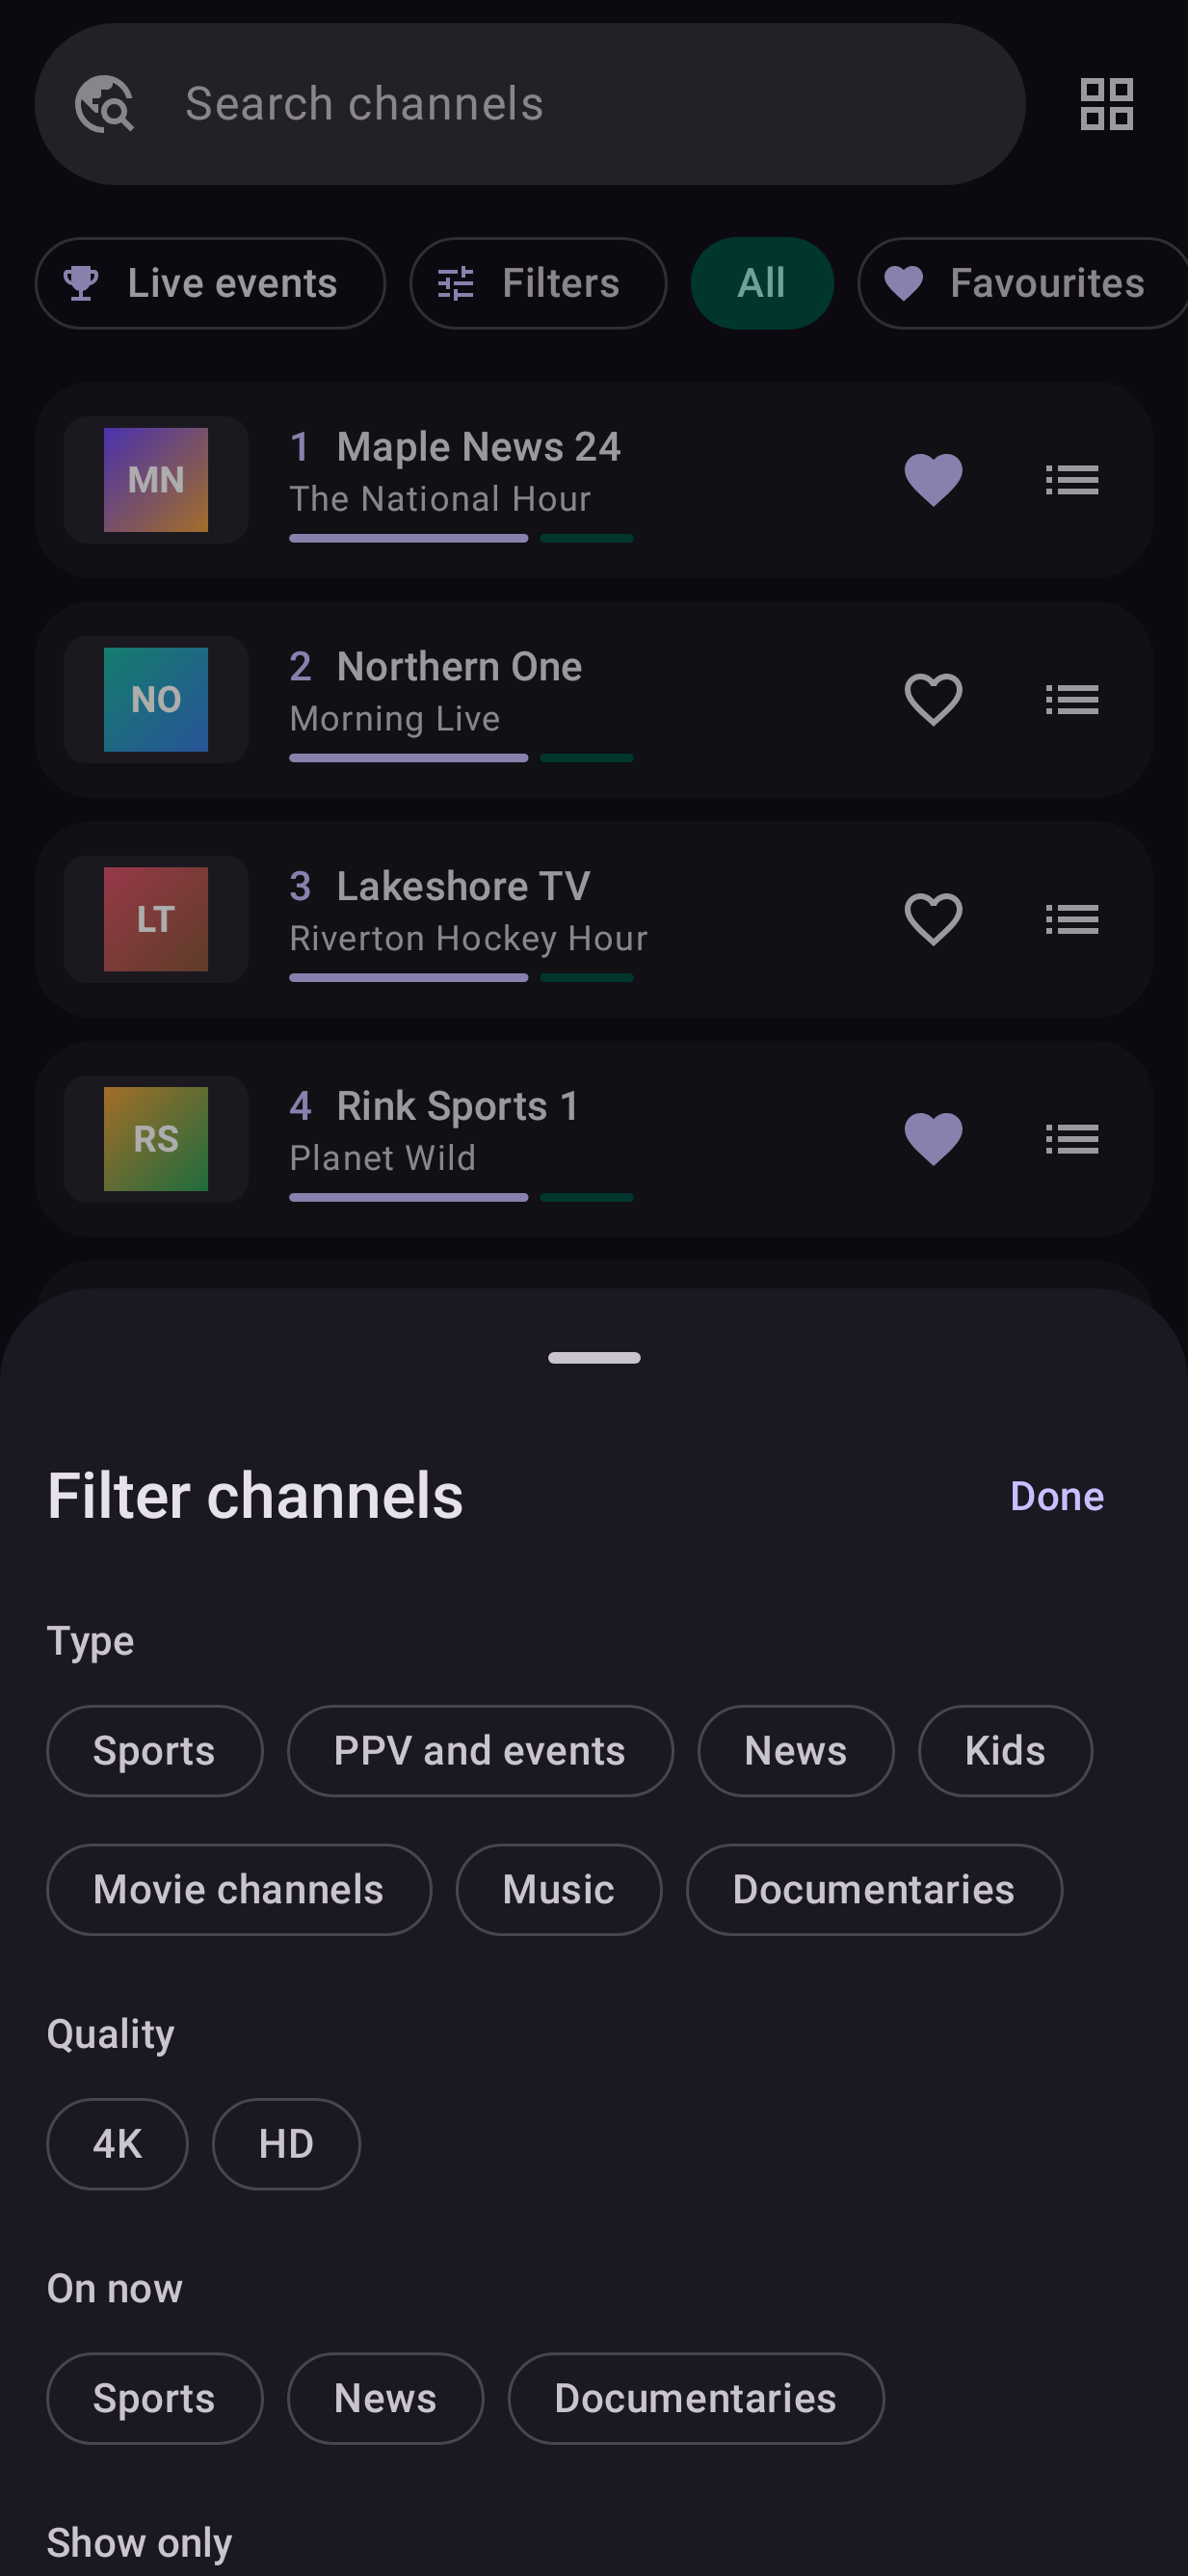 Search channels
Live events
Filters
All
Favourites
MN
1 Maple News 24
The National Hour
NO
2 Northern One
Morning Live
LT
3 Lakeshore TV
Riverton Hockey Hour
RS
4 Rink Sports 1
Planet Wild
Filter channels
Done
Type
Sports
PPV and events
News
Kids
Movie channels
Music
Documentaries
Quality
4K
HD
On now
Sports
News
Documentaries
Show only